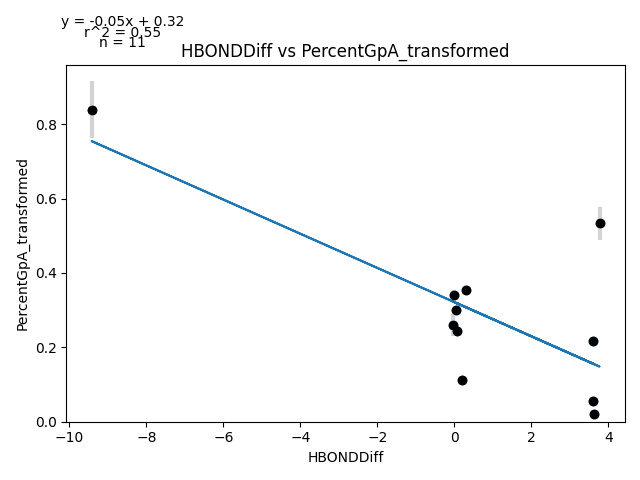 y = -0.05x + 0.32
r^2 = 0.55
n = 11
HBONDDiff vs PercentGpA_transformed
PercentGpA_transformed
0.8
0.6
0.4
0.2
0.0
−10
−8
−6
−4
−2
0
2
4
HBONDDiff